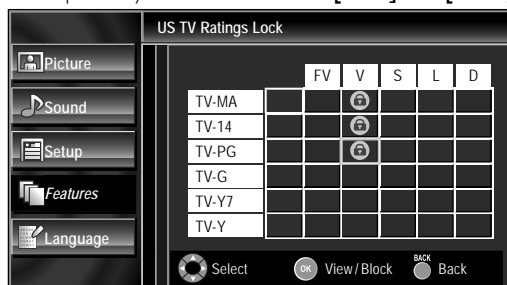 US TV Ratings Lock
Picture
Sound
Setup
Features
Language
FV V S L D
TV-MA
TV-14
TV-PG
TV-G
TV-Y7
TV-Y
Select
OK View/Block
BACK Back